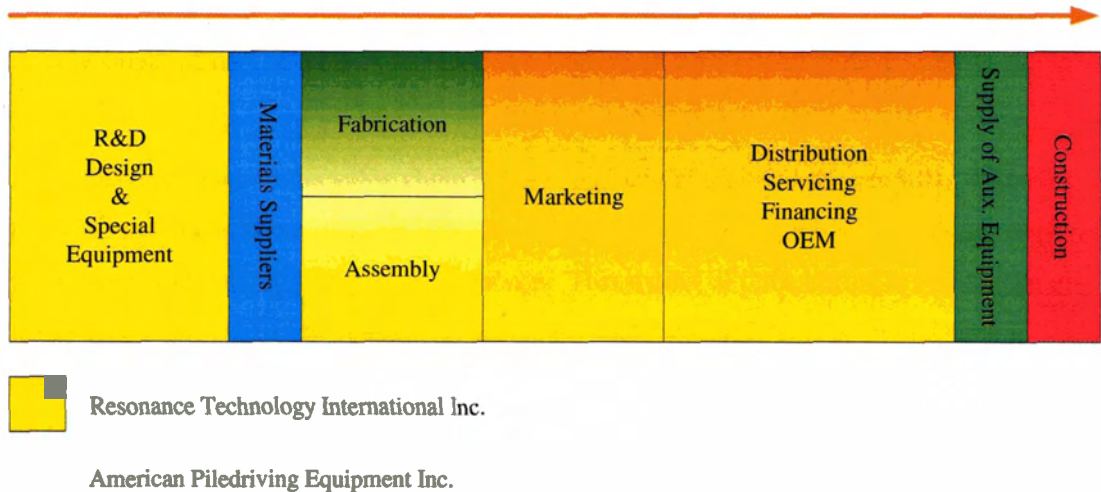 R&D
Design
&
Special
Equipment
Materials Suppliers
Fabrication
Assembly
Marketing
Distribution
Servicing
Financing
OEM
Supply of Aux. Equipment
Construction
Resonance Technology International Inc.
American Piledriving Equipment Inc.